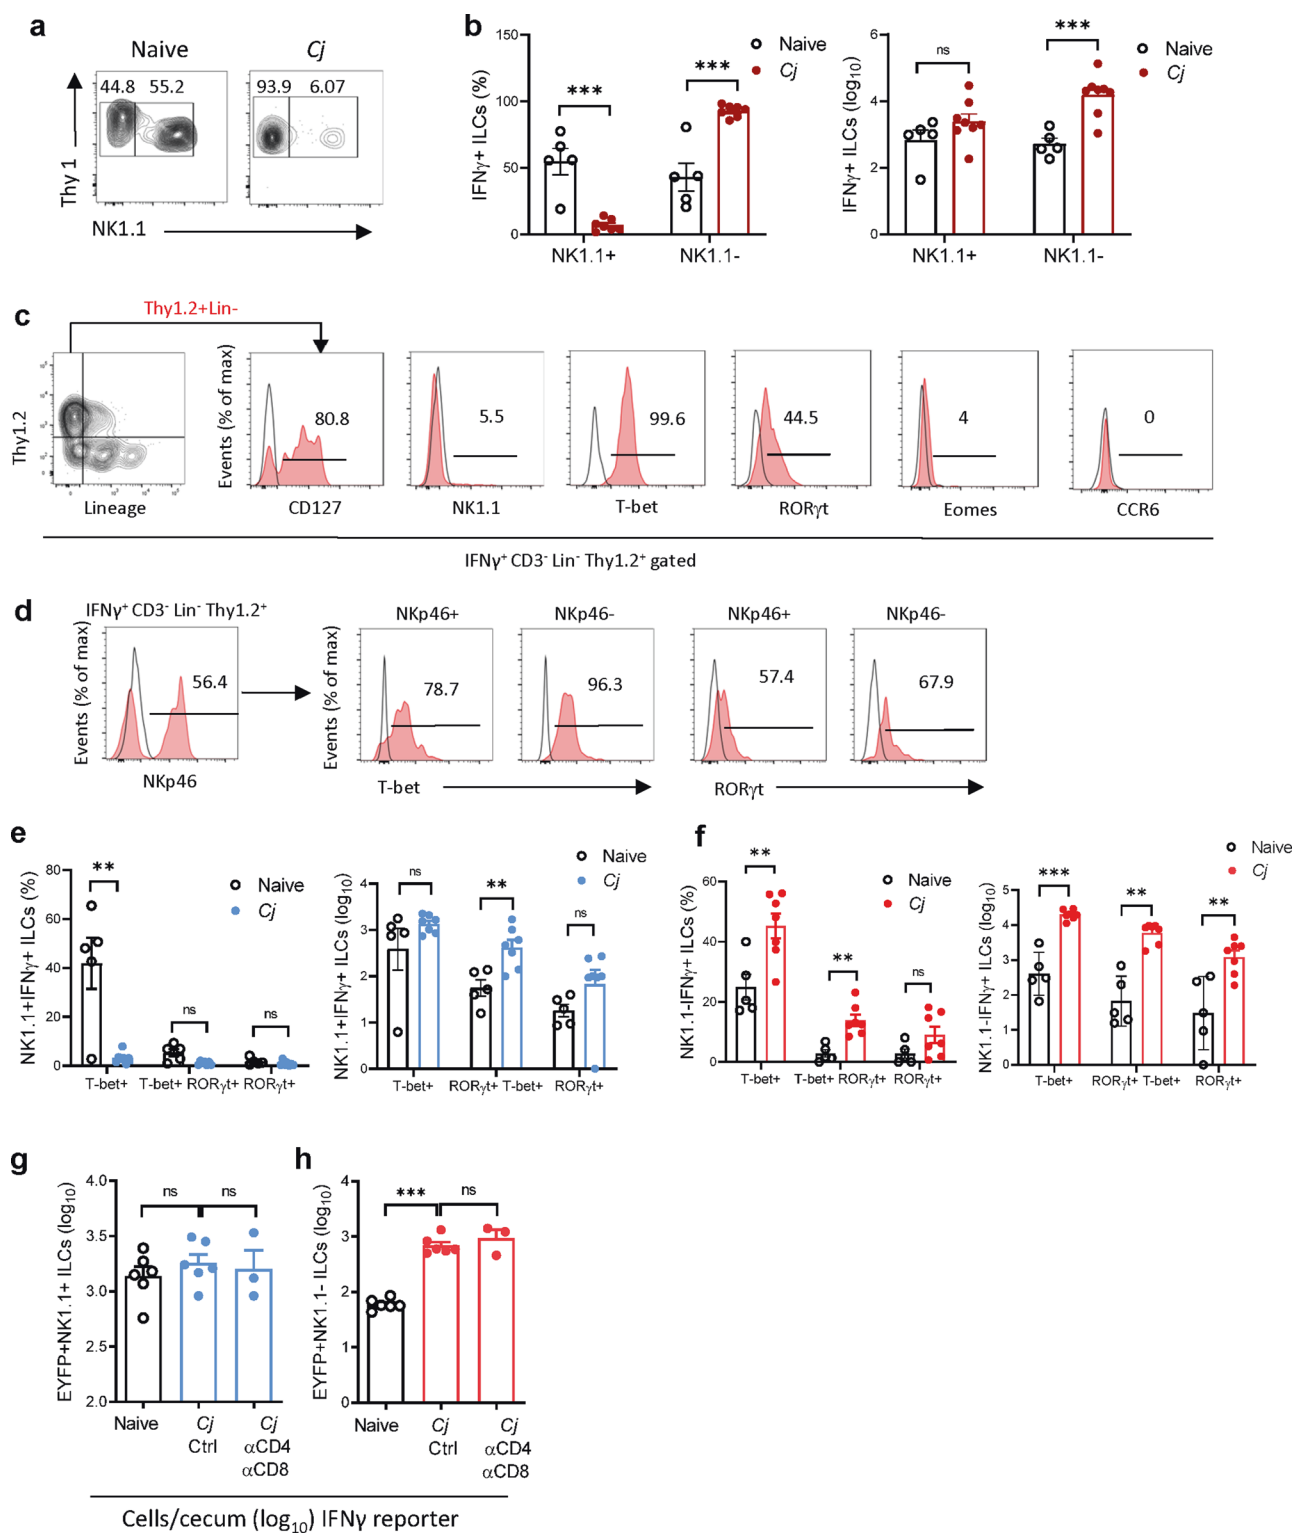 a
Naive
Cj
44.8 55.2
93.9 6.07
Thy 1
NK1.1
b
IFNγ+ ILCs (%)
150
100
50
0
***
***
Naive
Cj
NK1.1+
NK1.1-
IFNγ+ ILCs (log10)
6
4
2
0
ns
***
Naive
Cj
NK1.1+
NK1.1-
c
Thy1.2+Lin-
Thy1.2
Lineage
Events (% of max)
80.8
CD127
5.5
NK1.1
99.6
T-bet
44.5
RORγt
4
Eomes
0
CCR6
IFNγ+ CD3- Lin- Thy1.2+ gated
d
IFNγ+ CD3- Lin- Thy1.2+
Events (% of max)
56.4
NKp46
Events (% of max)
NKp46+
78.7
NKp46-
96.3
T-bet
NKp46+
57.4
NKp46-
67.9
RORγt
e
NK1.1+IFNγ+ ILCs (%)
80
60
40
20
0
**
ns
ns
Naive
Cj
T-bet+
T-bet+ RORγt+
RORγt+
NK1.1+IFNγ+ ILCs (log10)
4
3
2
1
0
ns
**
ns
Naive
Cj
T-bet+
RORγt+ T-bet+
RORγt+
f
NK1.1-IFNγ+ ILCs (%)
60
40
20
0
**
**
ns
Naive
Cj
T-bet+
T-bet+ RORγt+
RORγt+
NK1.1-IFNγ+ ILCs (log10)
5
4
3
2
1
0
***
**
**
Naive
Cj
T-bet+
RORγt+ T-bet+
RORγt+
g
EYFP+NK1.1+ ILCs (log10)
4.0
3.5
3.0
2.5
2.0
ns
ns
Naive
Cj
Ctrl
Cj
αCD4
αCD8
h
EYFP+NK1.1- ILCs (log10)
4
3
2
1
0
***
ns
Naive
Cj
Ctrl
Cj
αCD4
αCD8
Cells/cecum (log10) IFNγ reporter